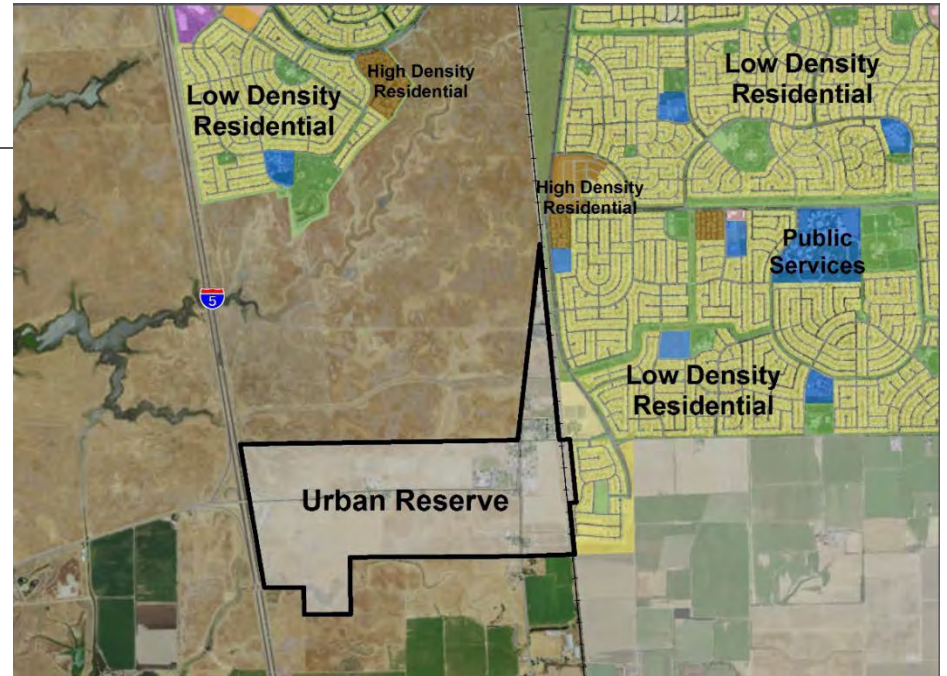 High Density
Residential
Low Density
Residential
Low Density
Residential
High Density
Residential
Public
Services
5
Low Density
Residential
Urban Reserve